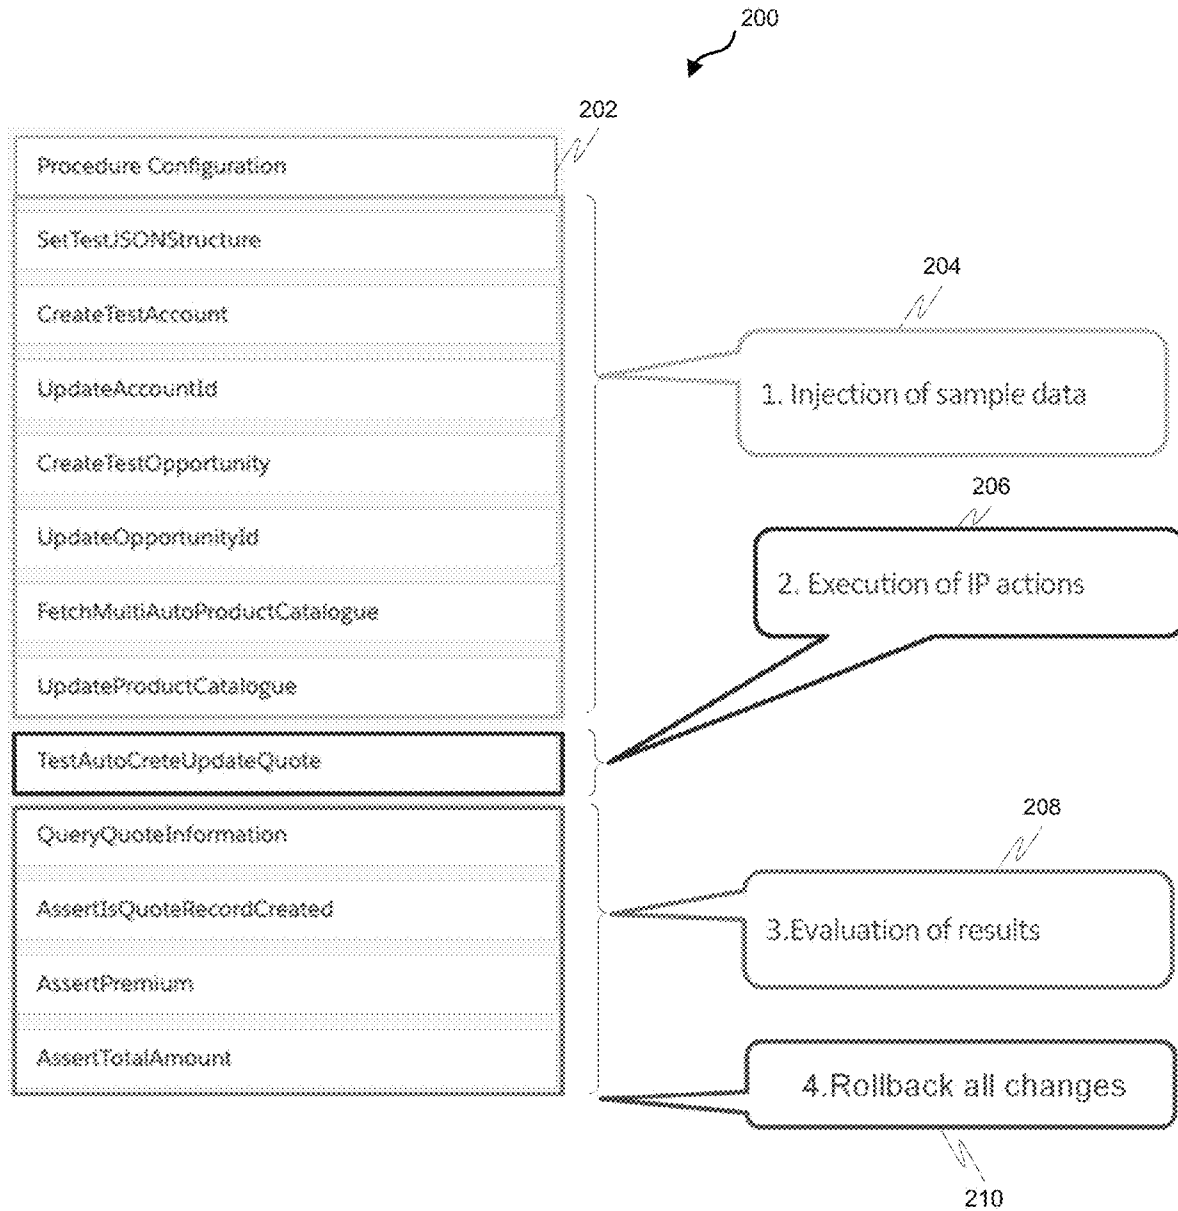 200
202
Procedure Configuration
SetTestJSONStructure
204
CreateTestAccount
UpdateAccountId
1. Injection of sample data
CreateTestOpportunity
206
UpdateOpportunityId
2. Execution of IP actions
FetchMultiAutoProductCatalogue
UpdateProductCatalogue
TestAutoCreteUpdateQuote
208
QueryQuoteInformation
AssertIsQuoteRecordCreated
3.Evaluation of results
AssertPremium
AssertTotalAmount
4.Rollback all changes
210